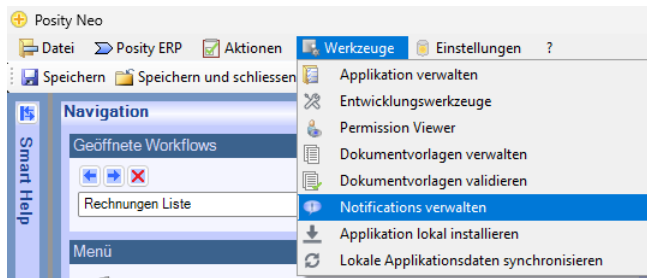 Posity Neo
Datei Posity ERP Aktionen Werkzeuge Einstellungen ?
Speichern Speichern und schliessen
Applikation verwalten
Entwicklungswerkzeuge
Permission Viewer
Dokumentvorlagen verwalten
Dokumentvorlagen validieren
Notifications verwalten
Applikation lokal installieren
Lokale Applikationsdaten synchronisieren
Smart Help
Navigation
Geöffnete Workflows
Rechnungen Liste
Menü